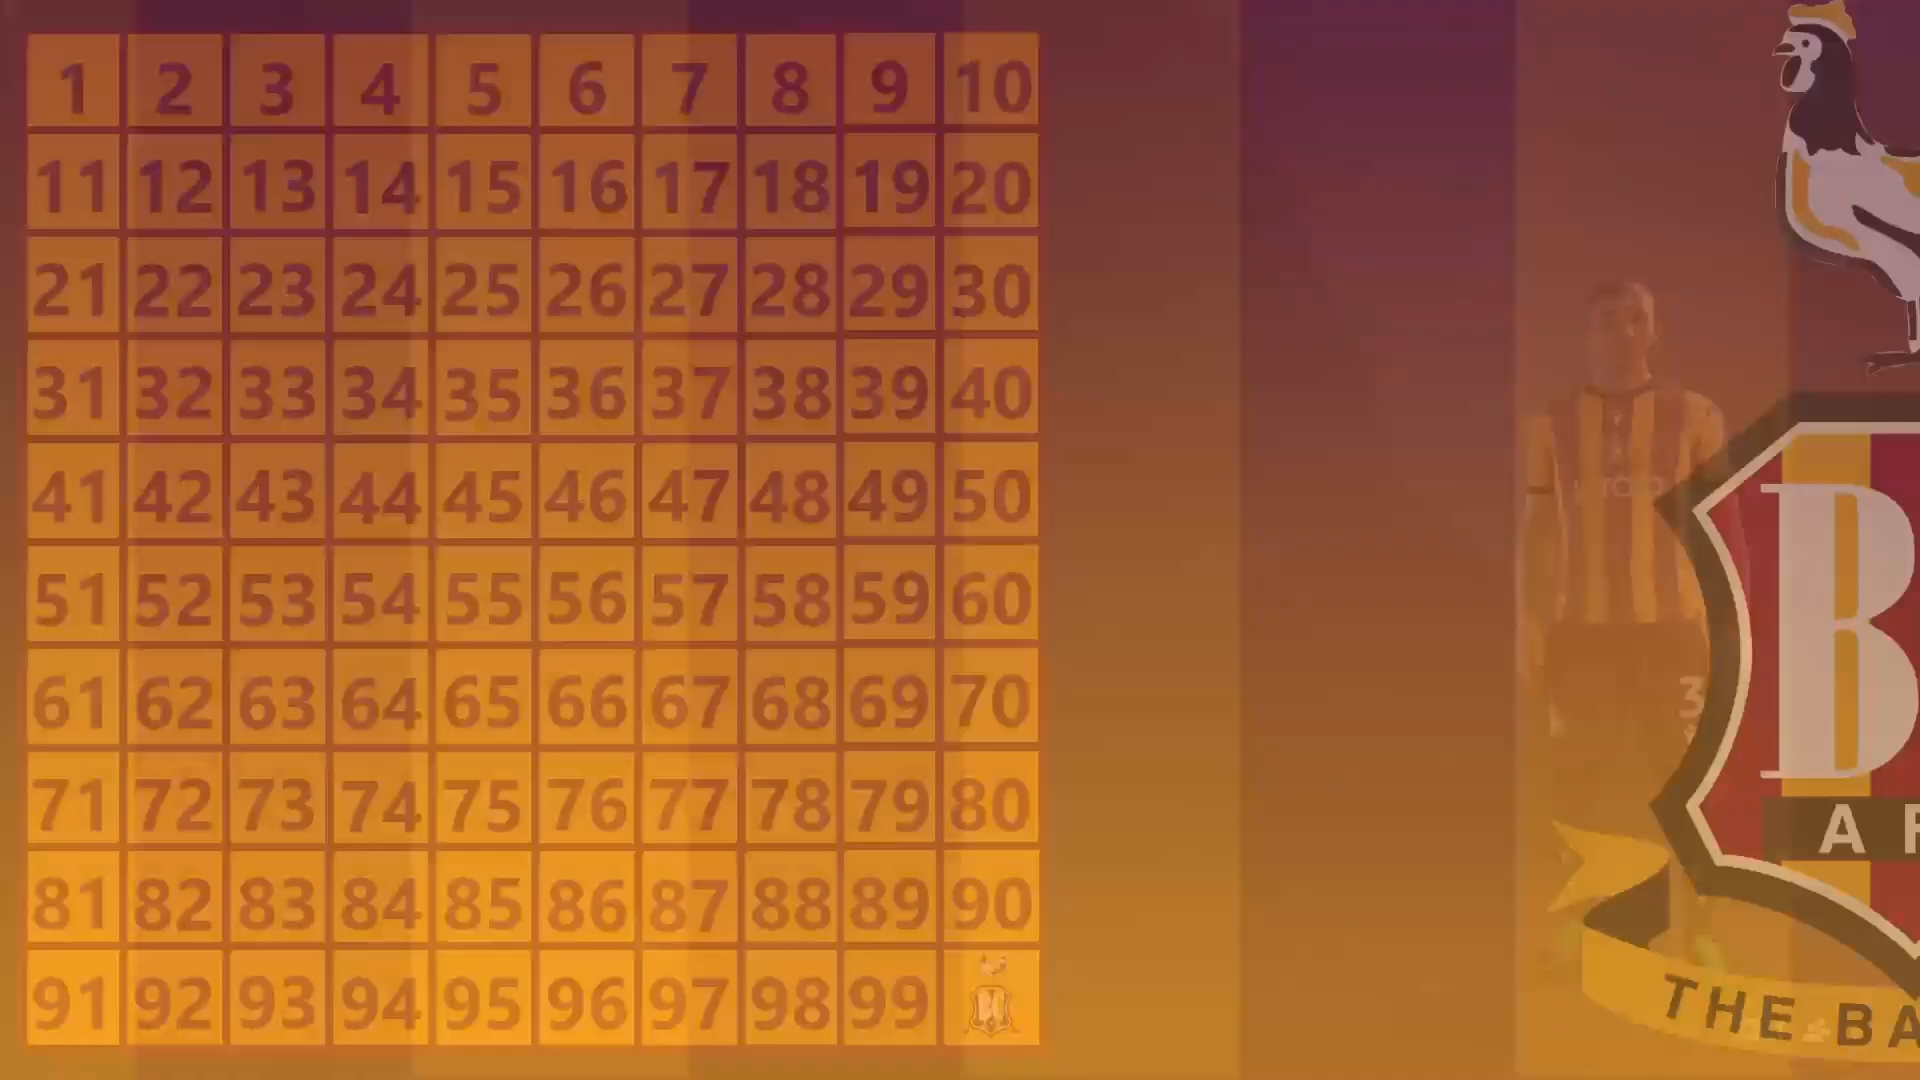 1 2 3 4 5 6 7 8 9 10
11 12 13 14 15 16 17 18 19 20
21 22 23 24 25 26 27 28 29 30
31 32 33 34 35 36 37 38 39 40
41 42 43 44 45 46 47 48 49 50
51 52 53 54 55 56 57 58 59 60
61 62 63 64 65 66 67 68 69 70
71 72 73 74 75 76 77 78 79 80
81 82 83 84 85 86 87 88 89 90
91 92 93 94 95 96 97 98 99
B
3
A F
THE BA